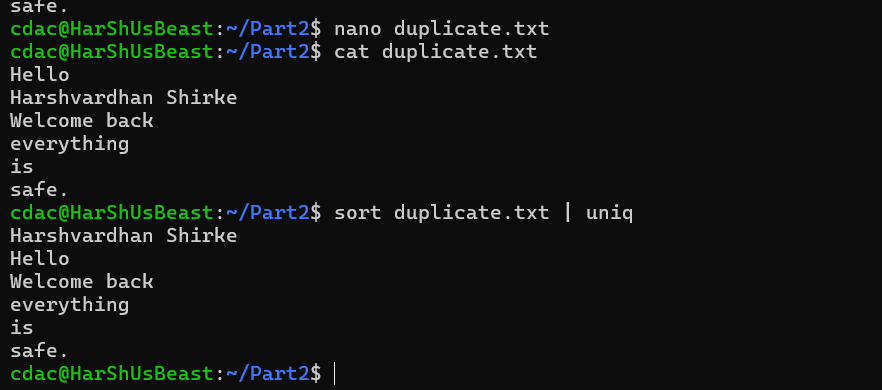 safe.
cdac@HarShUsBeast:~/Part2$ nano duplicate.txt
cdac@HarShUsBeast:~/Part2$ cat duplicate.txt
Hello
Harshvardhan Shirke
Welcome back
everything
is
safe.
cdac@HarShUsBeast:~/Part2$ sort duplicate.txt | uniq
Harshvardhan Shirke
Hello
Welcome back
everything
is
safe.
cdac@HarShUsBeast:~/Part2$